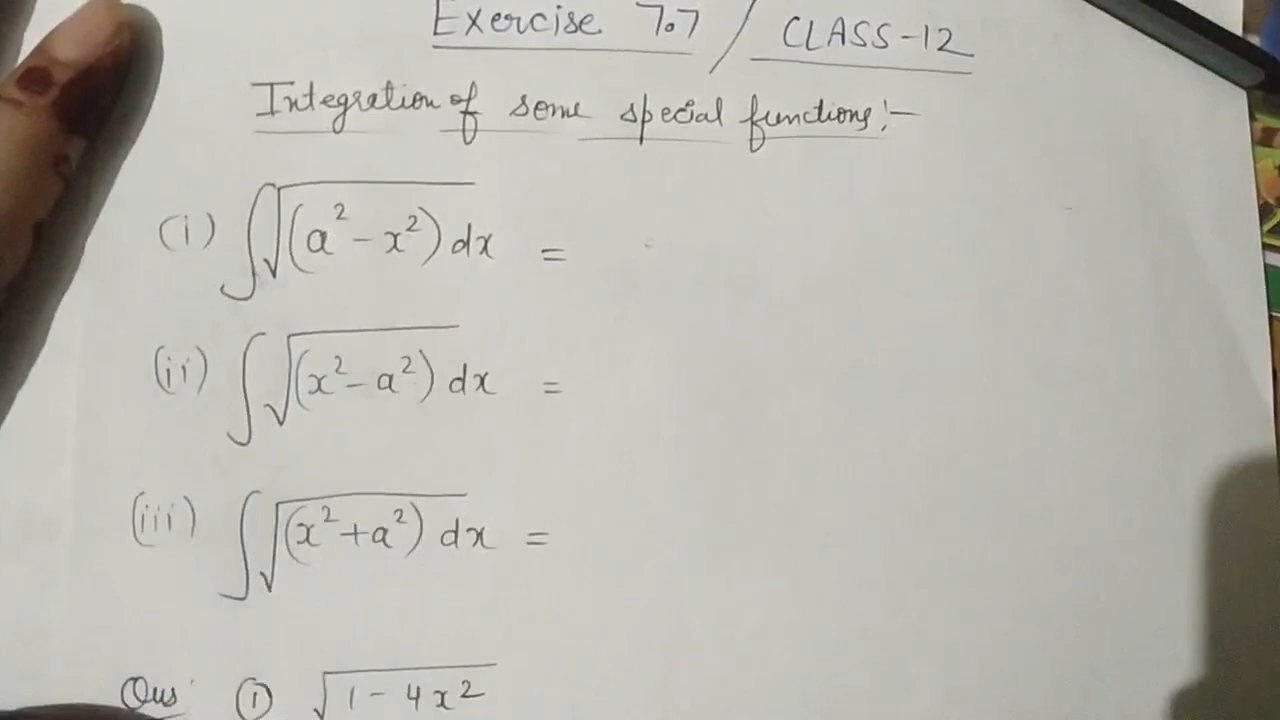 Exercise 7.7 / CLASS-12
Integration of some special functions:-
(i) ∫√(a²-x²) dx =
(ii) ∫√(x²-a²) dx =
(iii) ∫√(x²+a²) dx =
Qus: ① √1-4x²